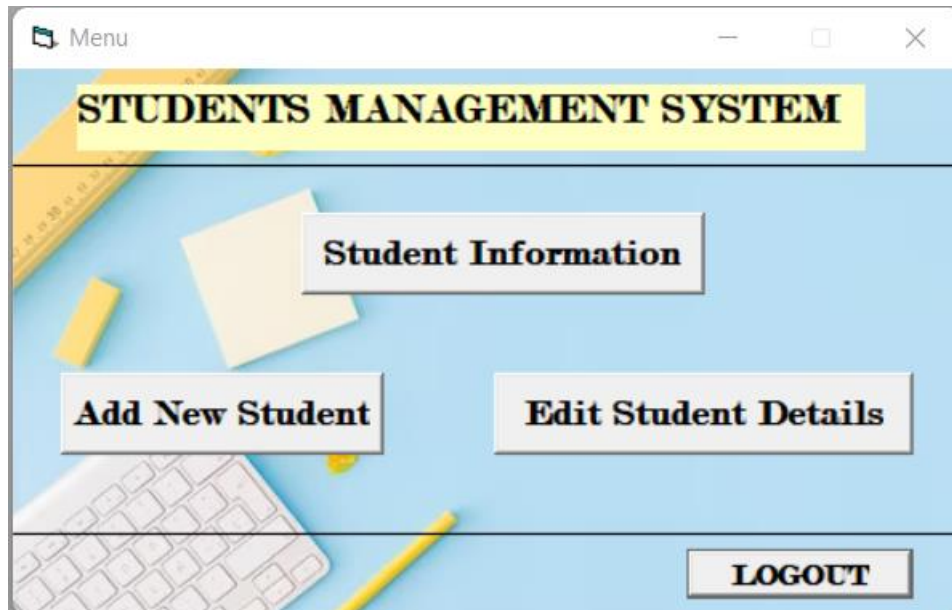 Menu
STUDENTS MANAGEMENT SYSTEM
Student Information
Add New Student
Edit Student Details
LOGOUT